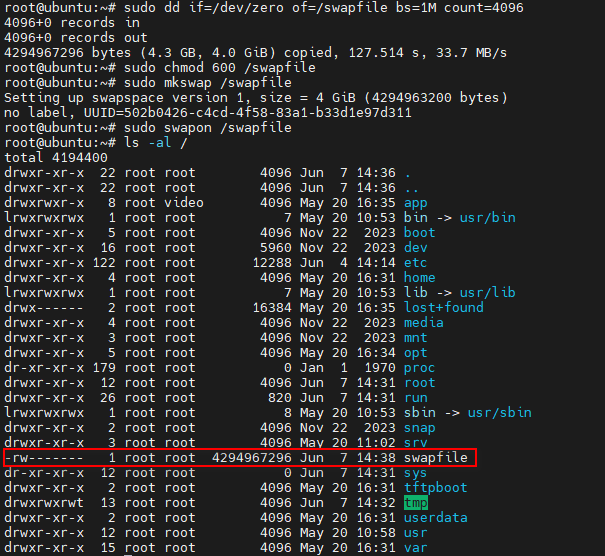 root@ubuntu:~# sudo dd if=/dev/zero of=/swapfile bs=1M count=4096
4096+0 records in
4096+0 records out
4294967296 bytes (4.3 GB, 4.0 GiB) copied, 127.514 s, 33.7 MB/s
root@ubuntu:~# sudo chmod 600 /swapfile
root@ubuntu:~# sudo mkswap /swapfile
Setting up swapspace version 1, size = 4 GiB (4294963200 bytes)
no label, UUID=502b0426-c4cd-4f58-83a1-b33d1e97d311
root@ubuntu:~# sudo swapon /swapfile
root@ubuntu:~# ls -al /
total 4194400
drwxr-xr-x  22 root root        4096 Jun  7 14:36 .
drwxr-xr-x  22 root root        4096 Jun  7 14:36 ..
drwxrwxr-x   8 root video       4096 May 20 16:35 app
lrwxrwxrwx   1 root root           7 May 20 10:53 bin -> usr/bin
drwxr-xr-x   5 root root        4096 Nov 22  2023 boot
drwxr-xr-x  16 root root        5960 Nov 22  2023 dev
drwxr-xr-x 122 root root       12288 Jun  4 14:14 etc
drwxr-xr-x   4 root root        4096 May 20 16:31 home
lrwxrwxrwx   1 root root           7 May 20 10:53 lib -> usr/lib
drwx------   2 root root       16384 May 20 16:35 lost+found
drwxr-xr-x   4 root root        4096 Nov 22  2023 media
drwxr-xr-x   3 root root        4096 Nov 22  2023 mnt
drwxr-xr-x   5 root root        4096 May 20 16:34 opt
dr-xr-xr-x 179 root root           0 Jan  1  1970 proc
drwxr-xr-x  12 root root        4096 Jun  7 14:31 root
drwxr-xr-x  26 root root         820 Jun  7 14:31 run
lrwxrwxrwx   1 root root           8 May 20 10:53 sbin -> usr/sbin
drwxr-xr-x   2 root root        4096 Nov 22  2023 snap
drwxr-xr-x   3 root root        4096 May 20 11:02 srv
-rw-------   1 root root  4294967296 Jun  7 14:38 swapfile
dr-xr-xr-x  12 root root           0 Jun  7 14:31 sys
drwxr-xr-x   2 root root        4096 May 20 16:31 tftpboot
drwxrwxrwt  13 root root        4096 Jun  7 14:32 tmp
drwxr-xr-x   2 root root        4096 May 20 16:31 userdata
drwxr-xr-x  12 root root        4096 May 20 10:58 usr
drwxr-xr-x  15 root root        4096 May 20 16:31 var